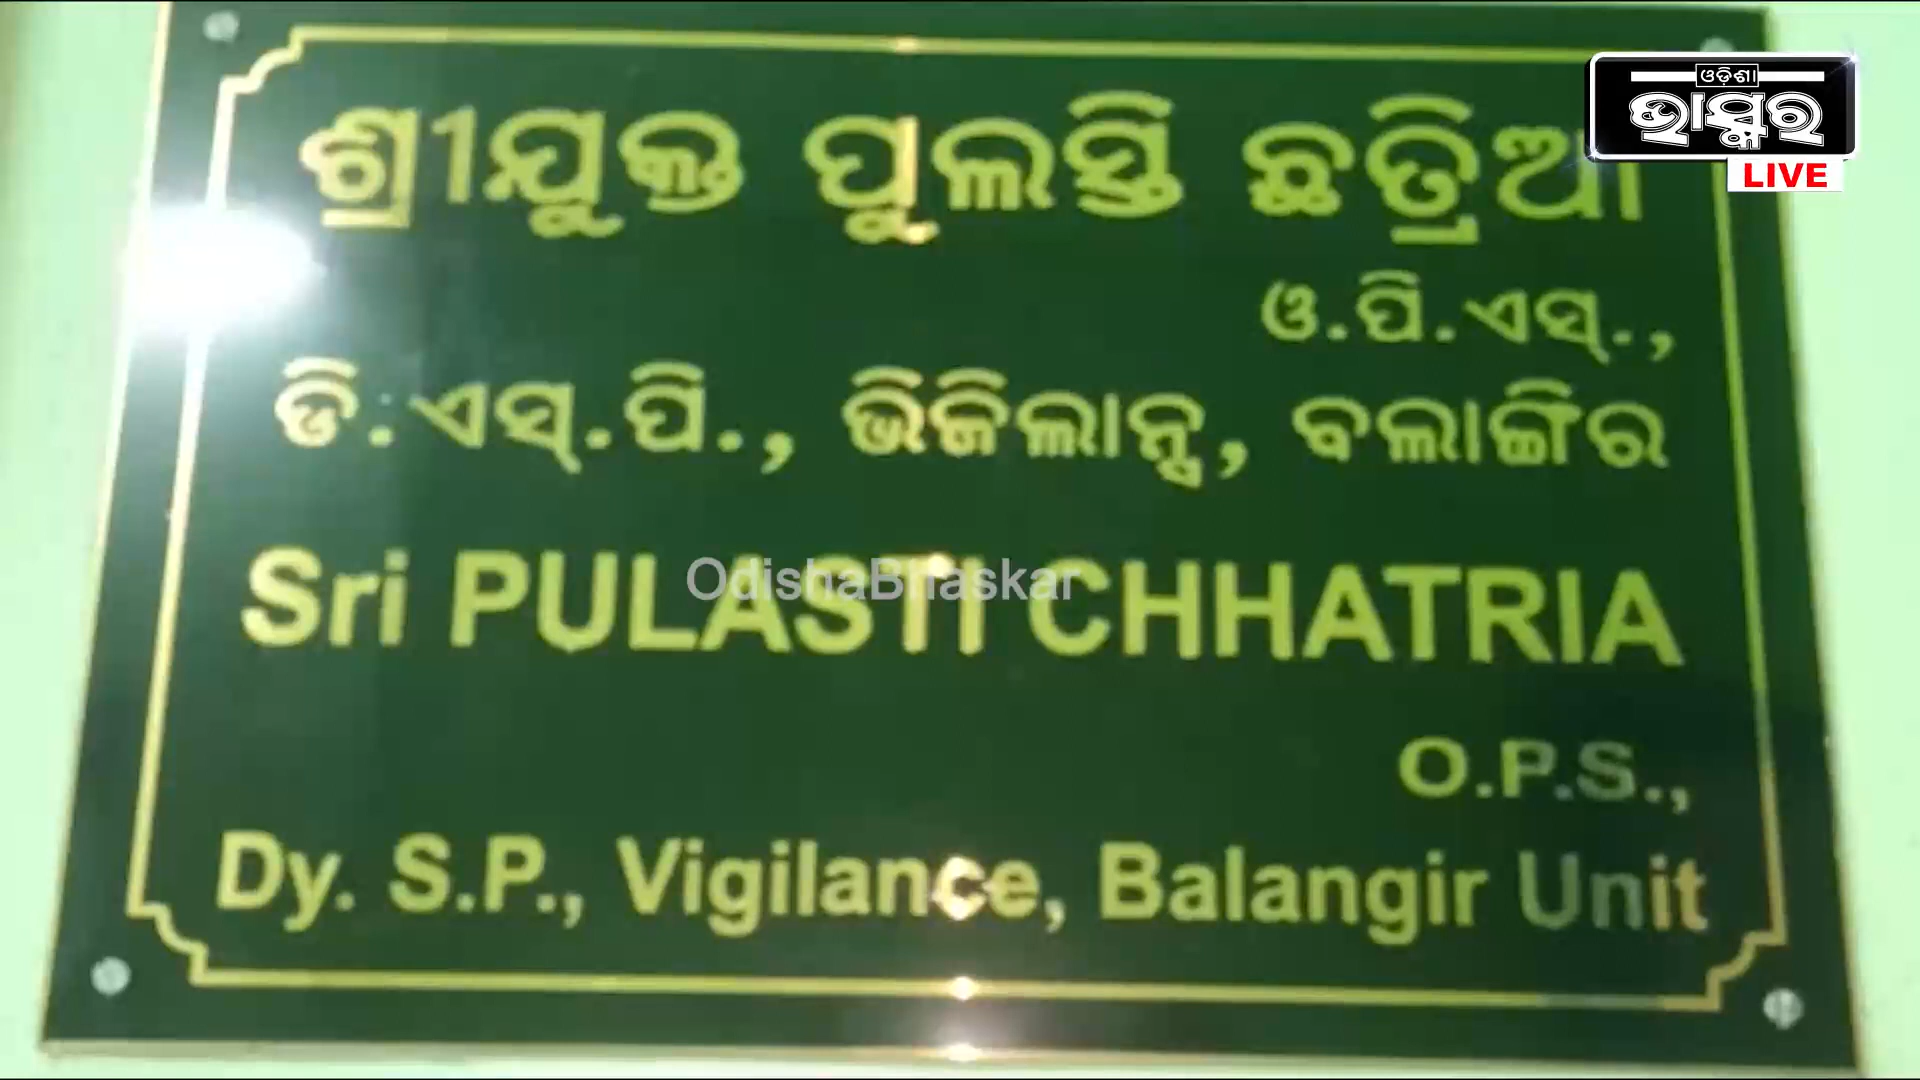 ଓଡ଼ିଶା
ଭାସ୍କର
LIVE
ଶ୍ରୀଯୁକ୍ତ ପୁଲସ୍ତି ଛତ୍ରିଆ
ଓ.ପି.ଏସ୍.,
ଡି.ଏସ୍.ପି., ଭିଜିଲାନ୍ସ, ବଲାଙ୍ଗିର
Sri PULASTI CHHATRIA
OdishaBhaskar
O.P.S.,
Dy. S.P., Vigilance, Balangir Unit